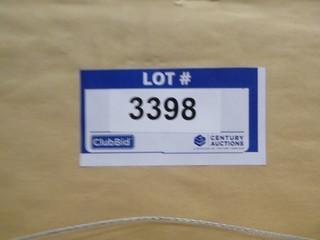 LOT #
3398
ClubBid
CENTURY
AUCTIONS